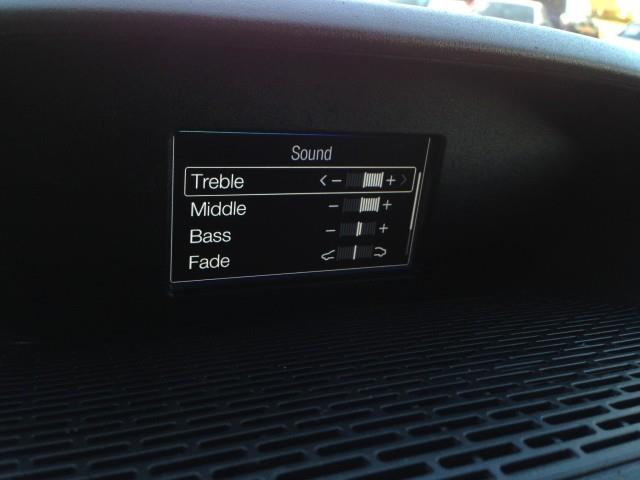 Sound
Treble < - + >
Middle - +
Bass - +
Fade